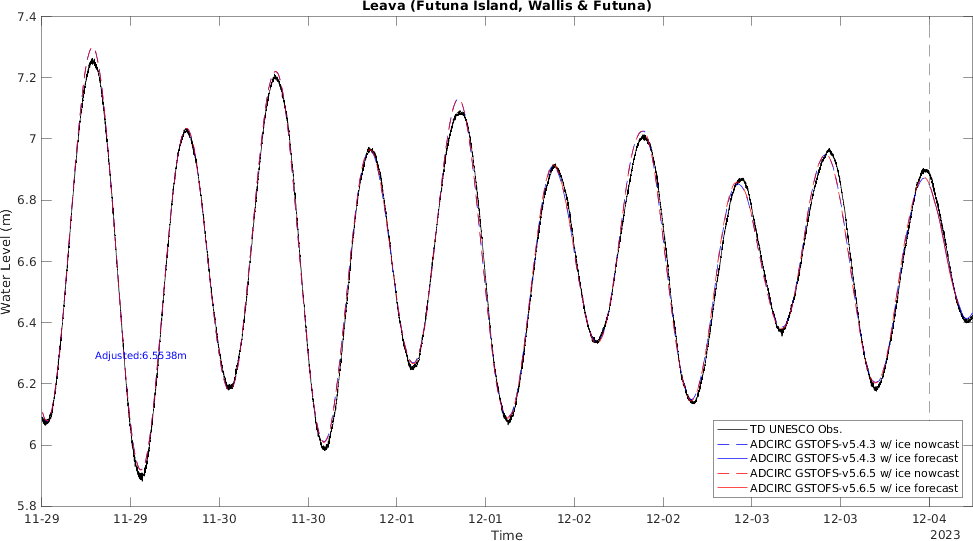 Leava (Futuna Island, Wallis & Futuna)
7.4
7.2
7
6.8
6.6
6.4
6.2
6
5.8
Water Level (m)
Adjusted:6.5538m
TD UNESCO Obs.
ADCIRC GSTOFS-v5.4.3 w/ ice nowcast
ADCIRC GSTOFS-v5.4.3 w/ ice forecast
ADCIRC GSTOFS-v5.6.5 w/ ice nowcast
ADCIRC GSTOFS-v5.6.5 w/ ice forecast
11-29 11-29 11-30 11-30 12-01 12-01 12-02 12-02 12-03 12-03 12-04
Time 2023